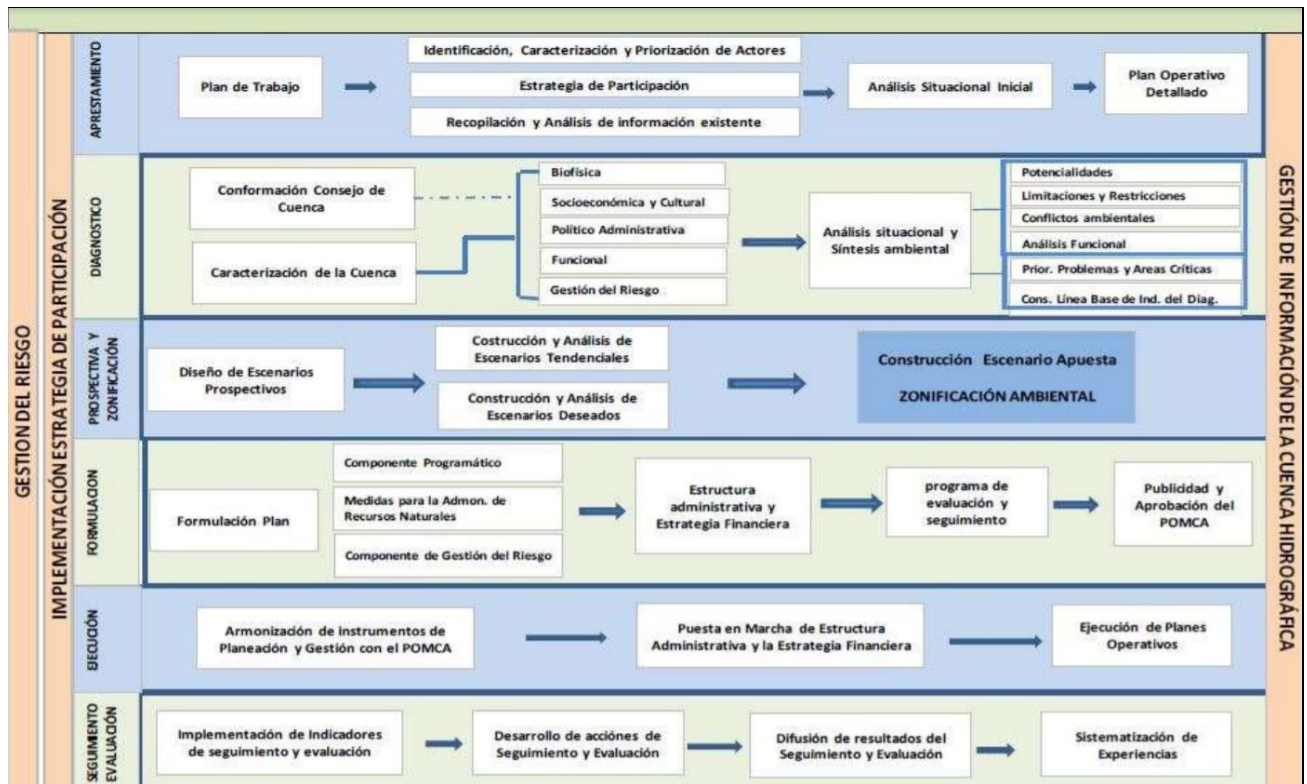 GESTION DEL RIESGO
IMPLEMENTACIÓN ESTRATEGIA DE PARTICIPACIÓN
APRESTAMIENTO
Plan de Trabajo
Identificación, Caracterización y Priorización de Actores
Estrategia de Participación
Recopilación y Análisis de información existente
Análisis Situacional Inicial
Plan Operativo
Detallado
DIAGNOSTICO
Conformación Consejo de
Cuenca
Caracterización de la Cuenca
Biofísica
Socioeconómica y Cultural
Político Administrativa
Funcional
Gestión del Riesgo
Análisis situacional y
Síntesis ambiental
Potencialidades
Limitaciones y Restricciones
Conflictos ambientales
Análisis Funcional
Prior. Problemas y Areas Críticas
Cons. Línea Base de Ind. del Diag.
PROSPECTIVA Y
ZONIFICACIÓN
Diseño de Escenarios
Prospectivos
Costrucción y Análisis de
Escenarios Tendenciales
Construcción y Análisis de
Escenarios Deseados
Construcción Escenario Apuesta
ZONIFICACIÓN AMBIENTAL
FORMULACION
Formulación Plan
Componente Programático
Medidas para la Admon. de
Recursos Naturales
Componente de Gestión del Riesgo
Estructura
administrativa y
Estrategia Financiera
programa de
evaluación y
seguimiento
Publicidad y
Aprobación del
POMCA
EJECUCIÓN
Armonización de instrumentos de
Planeación y Gestión con el POMCA
Puesta en Marcha de Estructura
Administrativa y la Estrategia Financiera
Ejecución de Planes
Operativos
SEGUIMIENTO
EVALUACIÓN
Implementación de Indicadores
de seguimiento y evaluación
Desarrollo de acciónes de
Seguimiento y Evaluación
Difusión de resultados del
Seguimiento y Evaluación
Sistematización de
Experiencias
GESTIÓN DE INFORMACIÓN DE LA CUENCA HIDROGRÁFICA